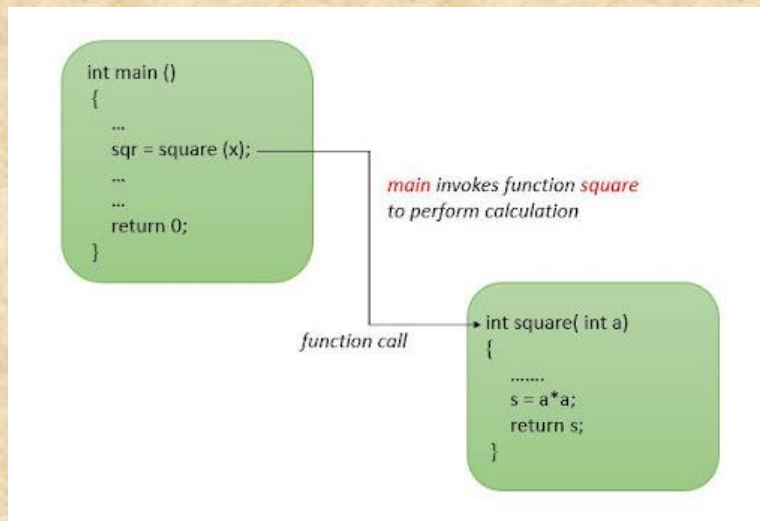 int main ()
{
...
sqr = square (x);
...
...
return 0;
}
main invokes function square
to perform calculation
function call
int square( int a)
{
.......
s = a*a;
return s;
}